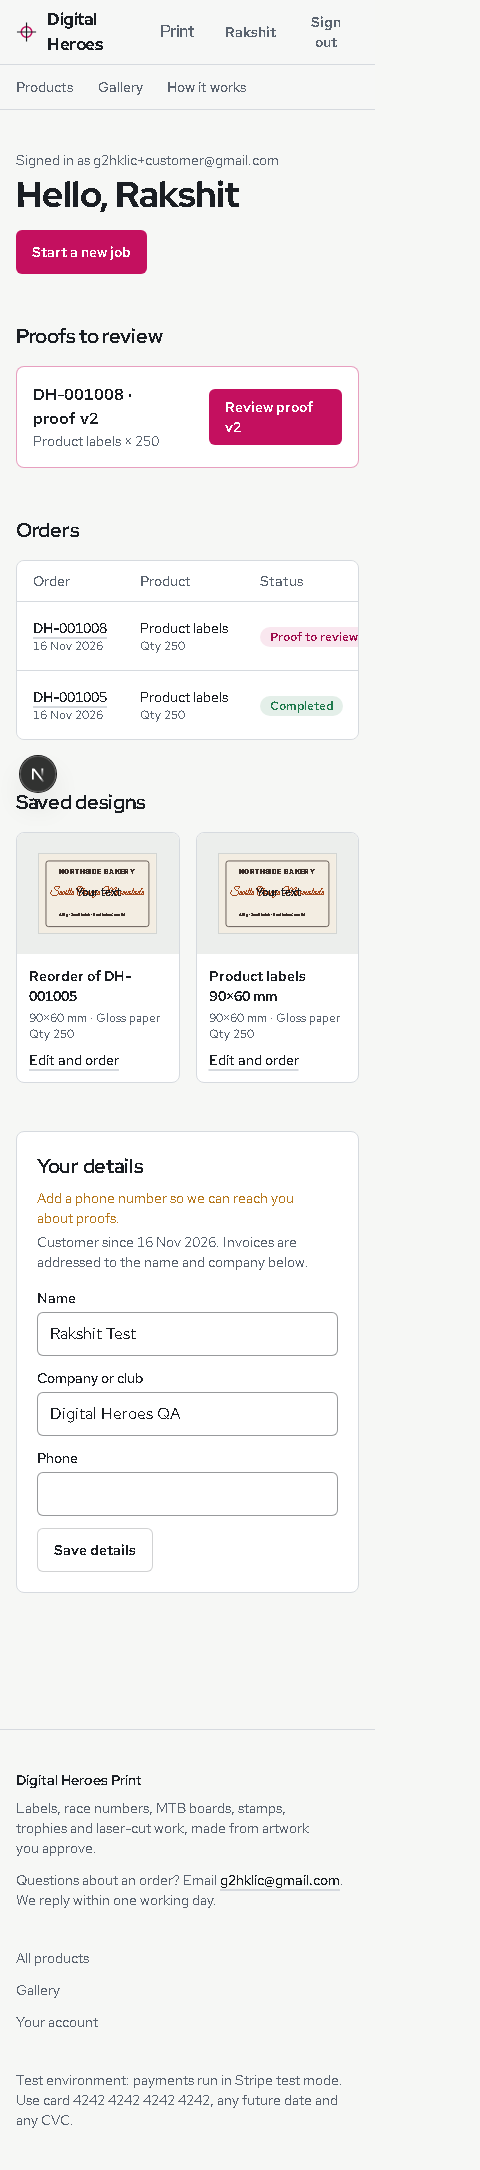 Digital
Heroes
Print
Rakshit
Sign
out
Products
Gallery
How it works
Signed in as g2hklic+customer@gmail.com
Hello, Rakshit
Start a new job
Proofs to review
DH-001008 ·
proof v2
Product labels × 250
Review proof
v2
Orders
Order
Product
Status
DH-001008
16 Nov 2026
Product labels
Qty 250
Proof to review
DH-001005
16 Nov 2026
Product labels
Qty 250
Completed
N
Saved designs
NORTHSIDE BAKERY
Your text
NORTHSIDE BAKERY
Your text
Reorder of DH-
001005
90×60 mm · Gloss paper
Qty 250
Edit and order
Product labels
90×60 mm
90×60 mm · Gloss paper
Qty 250
Edit and order
Your details
Add a phone number so we can reach you
about proofs.
Customer since 16 Nov 2026. Invoices are
addressed to the name and company below.
Name
Rakshit Test
Company or club
Digital Heroes QA
Phone
Save details
Digital Heroes Print
Labels, race numbers, MTB boards, stamps,
trophies and laser-cut work, made from artwork
you approve.
Questions about an order? Email g2hklic@gmail.com.
We reply within one working day.
All products
Gallery
Your account
Test environment: payments run in Stripe test mode.
Use card 4242 4242 4242 4242, any future date and
any CVC.